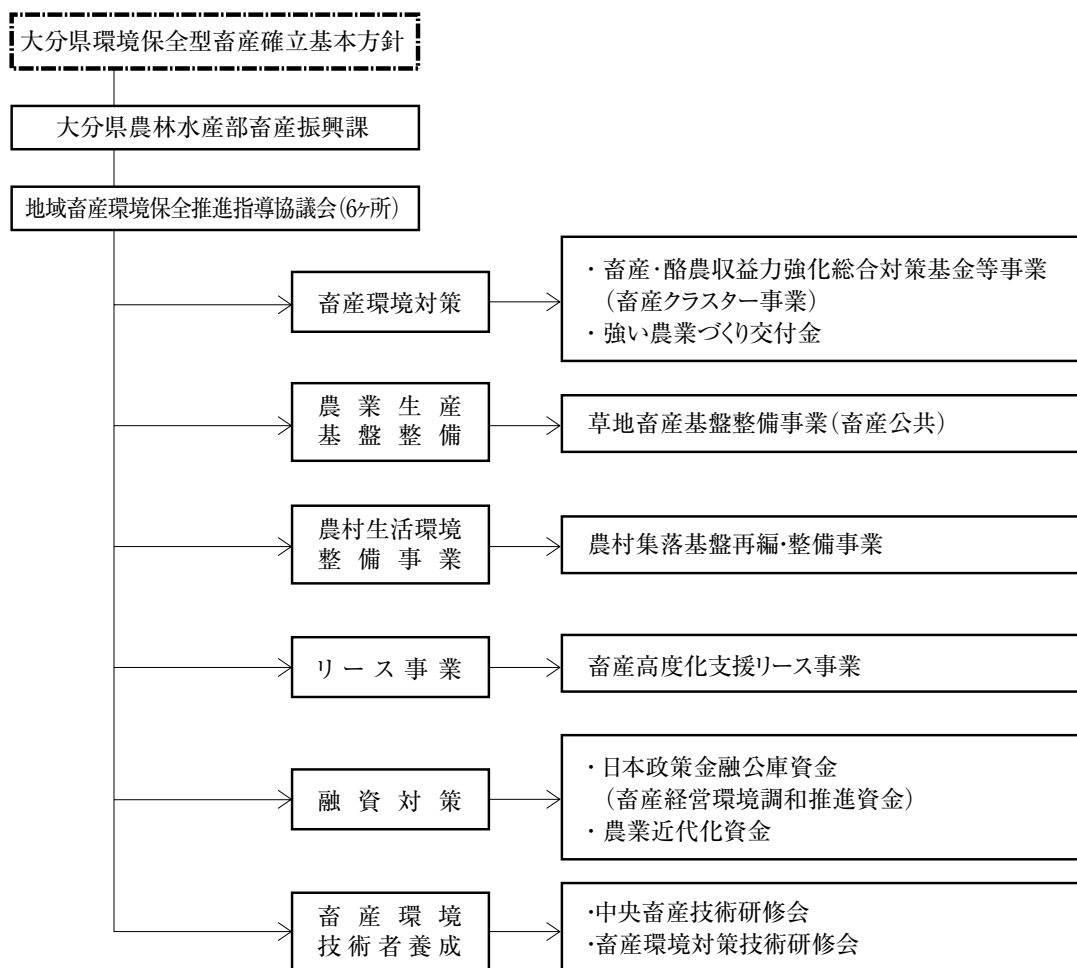 大分県環境保全型畜産確立基本方針
大分県農林水産部畜産振興課
地域畜産環境保全推進指導協議会(6ヶ所)
畜産環境対策
・畜産・酪農収益力強化総合対策基金等事業
(畜産クラスター事業)
・強い農業づくり交付金
農業生産
基盤整備
草地畜産基盤整備事業(畜産公共)
農村生活環境
整備事業
農村集落基盤再編・整備事業
リース事業
畜産高度化支援リース事業
融資対策
・日本政策金融公庫資金
(畜産経営環境調和推進資金)
・農業近代化資金
畜産環境
技術者養成
・中央畜産技術研修会
・畜産環境対策技術研修会